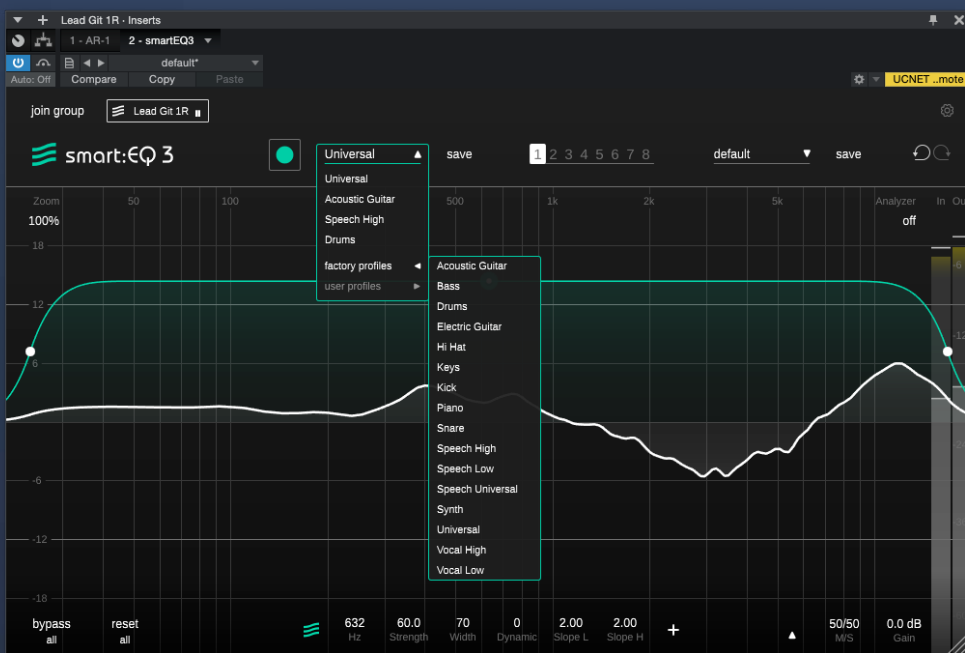 Lead Git 1R · Inserts
1 - AR-1 2 - smartEQ3
default*
Auto: Off Compare Copy Paste
UCNET ..mote
join group Lead Git 1R
smart:EQ 3 Universal save 1 2 3 4 5 6 7 8 default save
Zoom 50 100 500 1k 2k 5k Analyzer In Ou
100% off
Universal
Acoustic Guitar
Speech High
Drums
factory profiles
user profiles
Acoustic Guitar
Bass
Drums
Electric Guitar
Hi Hat
Keys
Kick
Piano
Snare
Speech High
Speech Low
Speech Universal
Synth
Universal
Vocal High
Vocal Low
18
12
6
-6
-12
-18
-6
-12
bypass reset 632 60.0 70 0 2.00 2.00 + 50/50 0.0 dB
all all Hz Strength Width Dynamic Slope L Slope H M/S Gain